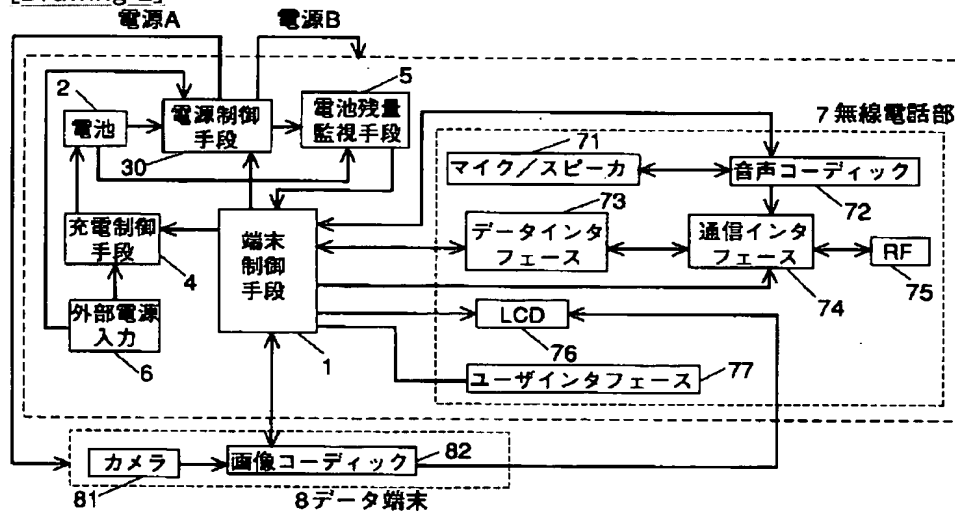 [Drawing 2]
電源A
電源B
2
電池
電源制御
手段
30
5
電池残量
監視手段
7無線電話部
71
マイク/スピーカ
音声コーディック
72
充電制御
手段
4
端末
制御
手段
1
73
データインタ
フェース
通信インタ
フェース
74
RF
75
外部電源
入力
6
LCD
76
ユーザインタフェース
77
カメラ
81
画像コーディック
82
8データ端末